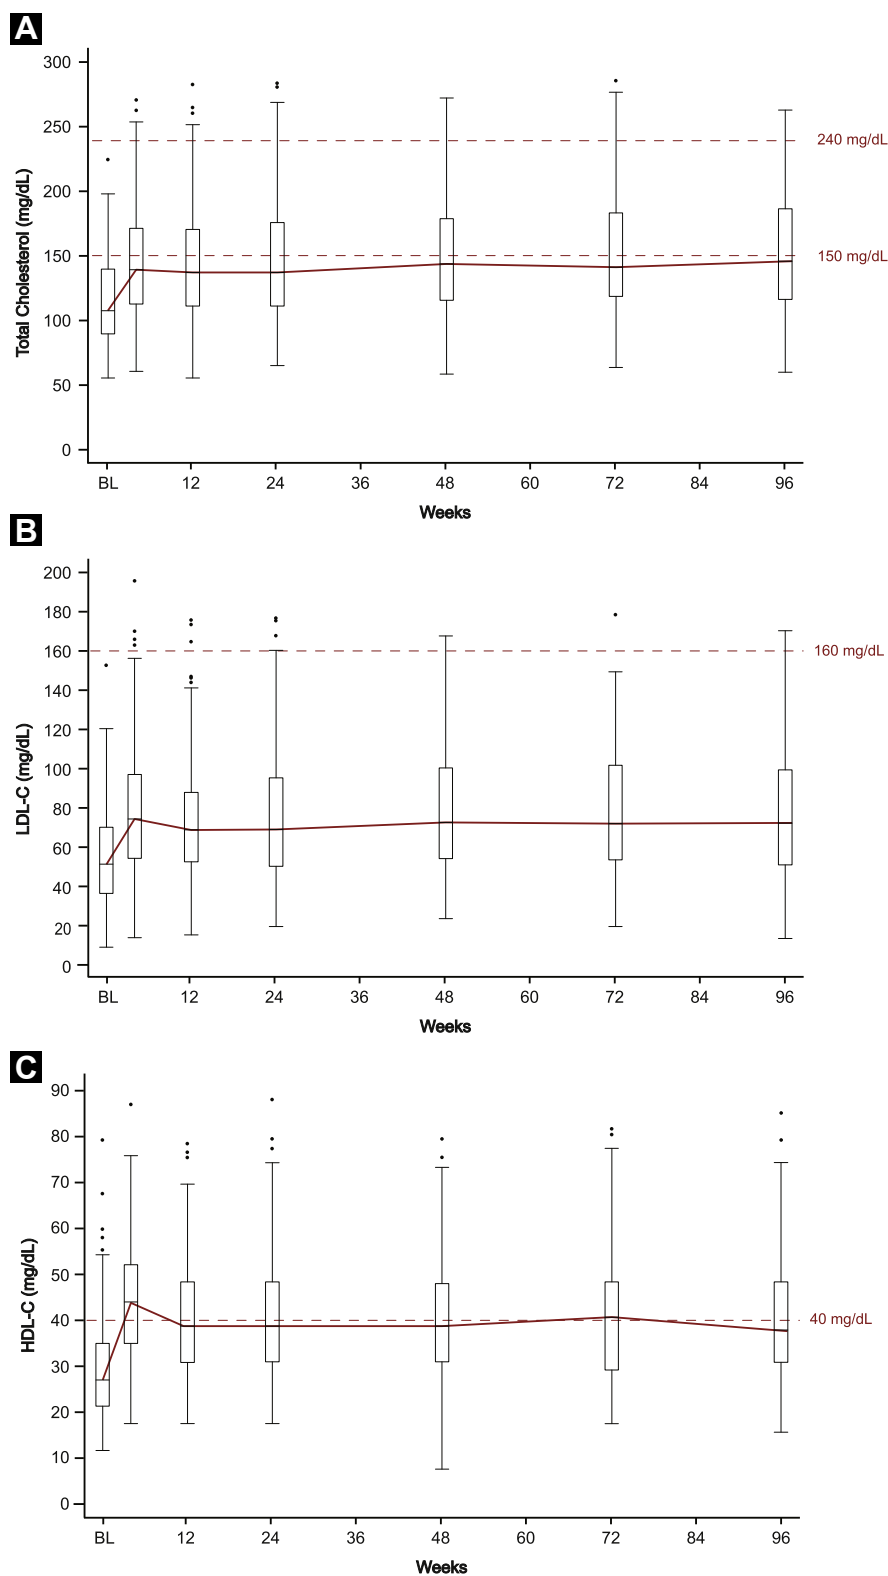 A
Total Cholesterol (mg/dL)
300
250
200
150
100
50
0
240 mg/dL
150 mg/dL
BL 12 24 36 48 60 72 84 96
Weeks
B
LDL-C (mg/dL)
200
180
160
140
120
100
80
60
40
20
0
160 mg/dL
BL 12 24 36 48 60 72 84 96
Weeks
C
HDL-C (mg/dL)
90
80
70
60
50
40
30
20
10
0
40 mg/dL
BL 12 24 36 48 60 72 84 96
Weeks